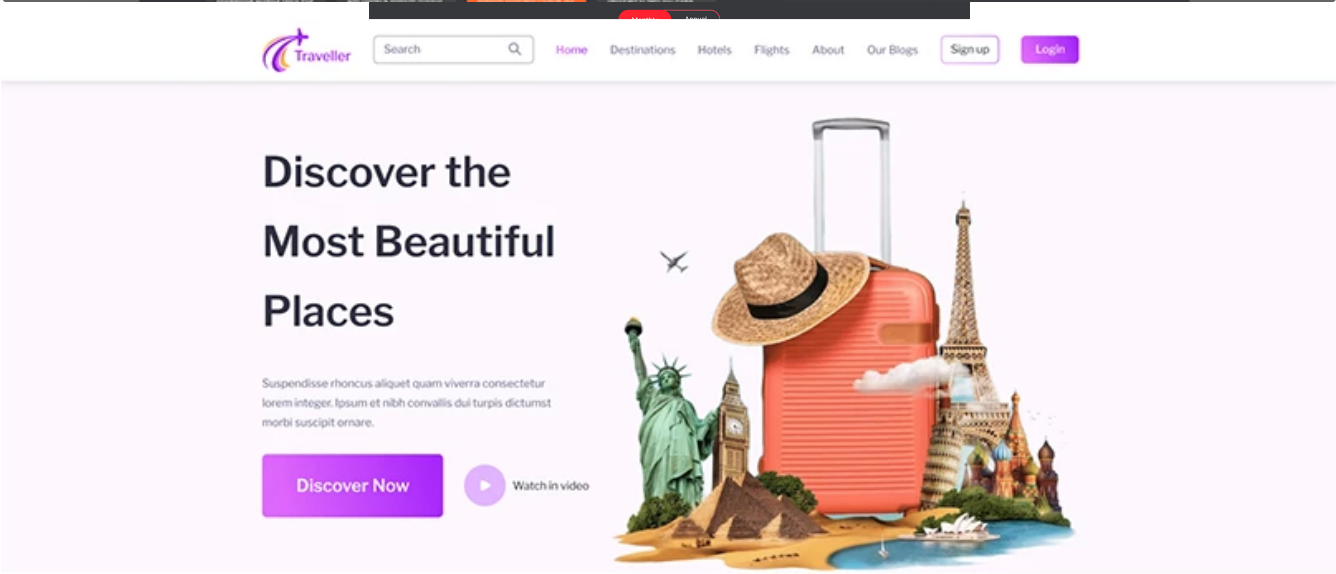 Traveller
Search
Home
Destinations
Hotels
Flights
About
Our Blogs
Sign up
Login
Discover the
Most Beautiful
Places
Suspendisse rhoncus aliquet quam viverra consectetur
lorem integer. Ipsum et nibh convallis dui turpis dictumst
morbi suscipit ornare.
Discover Now
Watch in video